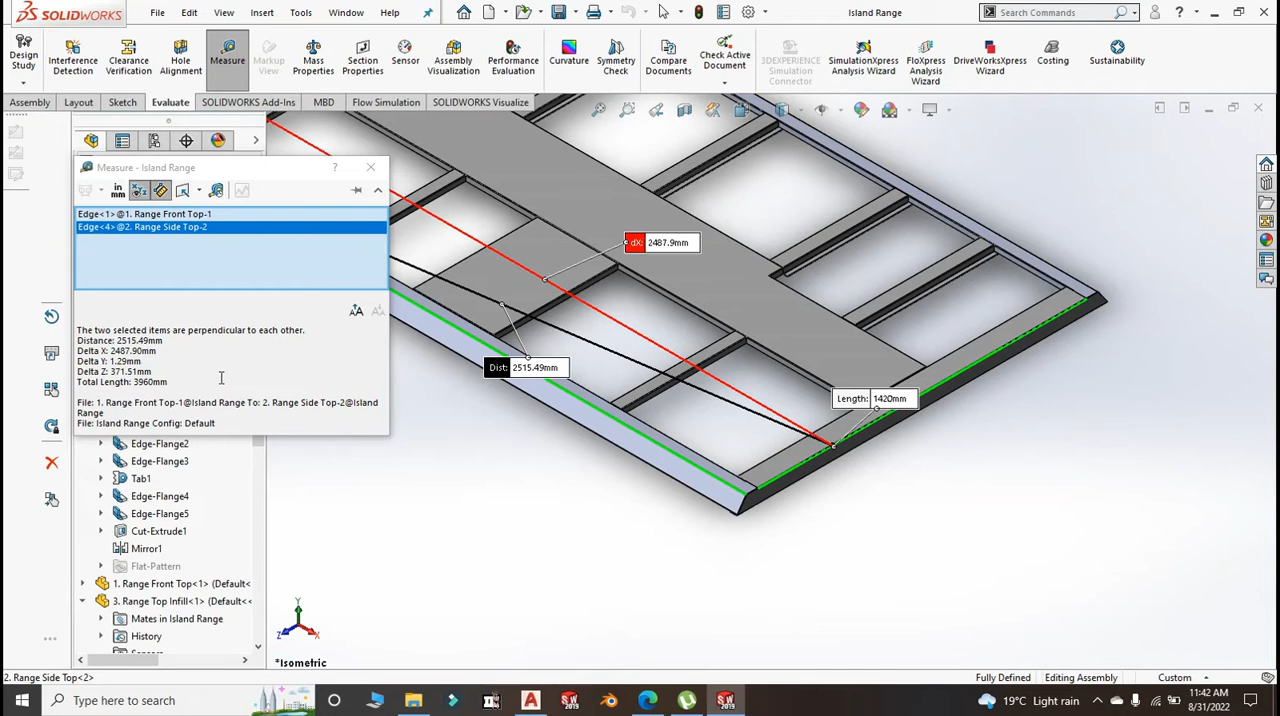 SOLIDWORKS File Edit View Insert Tools Window Help Island Range Search Commands
Design Study
Interference Detection
Clearance Verification
Hole Alignment
Measure
Markup View
Mass Properties
Section Properties
Sensor
Assembly Visualization
Performance Evaluation
Curvature
Symmetry Check
Compare Documents
Check Active Document
3DEXPERIENCE Simulation Connector
SimulationXpress Analysis Wizard
FloXpress Analysis Wizard
DriveWorksXpress Wizard
Costing
Sustainability
Assembly Layout Sketch Evaluate SOLIDWORKS Add-Ins MBD Flow Simulation SOLIDWORKS Visualize
Measure - Island Range ?
in mm
Edge<1>@1. Range Front Top-1
Edge<4>@2. Range Side Top-2
The two selected items are perpendicular to each other.
Distance: 2515.49mm
Delta X: 2487.90mm
Delta Y: 1.29mm
Delta Z: 371.51mm
Total Length: 3960mm
File: 1. Range Front Top-1@Island Range To: 2. Range Side Top-2@Island
Range
File: Island Range Config: Default
dX: 2487.9mm
Dist: 2515.49mm
Length: 1420mm
Edge-Flange2
Edge-Flange3
Tab1
Edge-Flange4
Edge-Flange5
Cut-Extrude1
Mirror1
Flat-Pattern
1. Range Front Top<1> (Default<
3. Range Top Infill<1> (Default<<
Mates in Island Range
History
Y
Z X
*Isometric
2. Range Side Top<2> Fully Defined Editing Assembly Custom
Type here to search
19°C Light rain
11:42 AM
8/31/2022